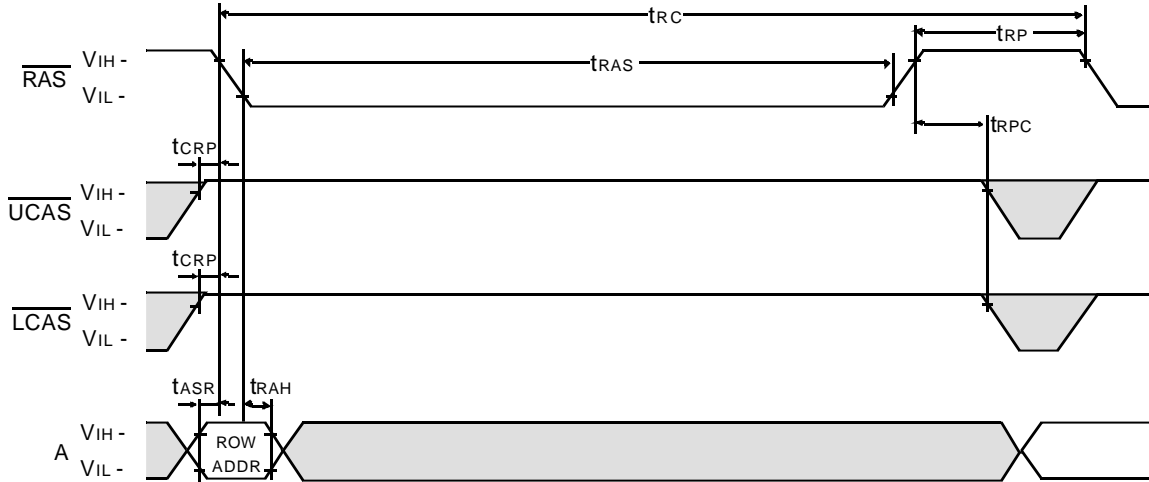 tRC
tRP
RAS
VIH -
VIL -
tRAS
tRPC
tCRP
UCAS
VIH -
VIL -
tCRP
LCAS
VIH -
VIL -
tASR
tRAH
A
VIH -
VIL -
ROW
ADDR